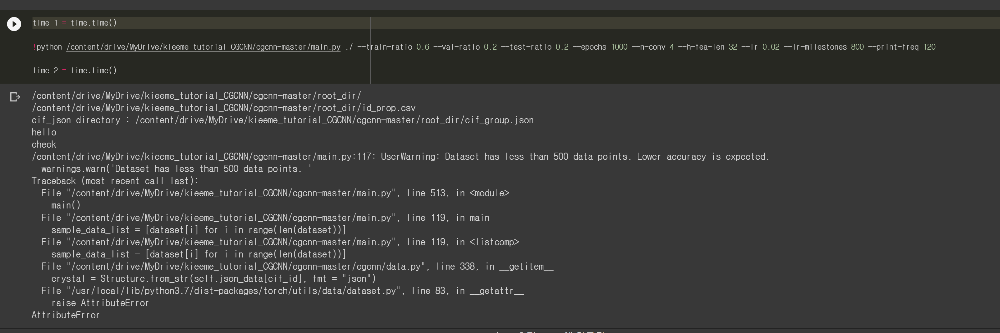 time_1 = time.time()
!python /content/drive/MyDrive/kieeme_tutorial_CGCNN/cgcnn-master/main.py ./ --train-ratio 0.6 --val-ratio 0.2 --test-ratio 0.2 --epochs 1000 --n-conv 4 --h-fea-len 32 --lr 0.02 --lr-milestones 800 --print-freq 120
time_2 = time.time()
/content/drive/MyDrive/kieeme_tutorial_CGCNN/cgcnn-master/root_dir/
/content/drive/MyDrive/kieeme_tutorial_CGCNN/cgcnn-master/root_dir/id_prop.csv
cif_json directory : /content/drive/MyDrive/kieeme_tutorial_CGCNN/cgcnn-master/root_dir/cif_group.json
hello
check
/content/drive/MyDrive/kieeme_tutorial_CGCNN/cgcnn-master/main.py:117: UserWarning: Dataset has less than 500 data points. Lower accuracy is expected.
  warnings.warn('Dataset has less than 500 data points. '
Traceback (most recent call last):
  File "/content/drive/MyDrive/kieeme_tutorial_CGCNN/cgcnn-master/main.py", line 513, in <module>
    main()
  File "/content/drive/MyDrive/kieeme_tutorial_CGCNN/cgcnn-master/main.py", line 119, in main
    sample_data_list = [dataset[i] for i in range(len(dataset))]
  File "/content/drive/MyDrive/kieeme_tutorial_CGCNN/cgcnn-master/main.py", line 119, in <listcomp>
    sample_data_list = [dataset[i] for i in range(len(dataset))]
  File "/content/drive/MyDrive/kieeme_tutorial_CGCNN/cgcnn-master/cgcnn/data.py", line 338, in __getitem__
    crystal = Structure.from_str(self.json_data[cif_id], fmt = "json")
  File "/usr/local/lib/python3.7/dist-packages/torch/utils/data/dataset.py", line 83, in __getattr__
    raise AttributeError
AttributeError